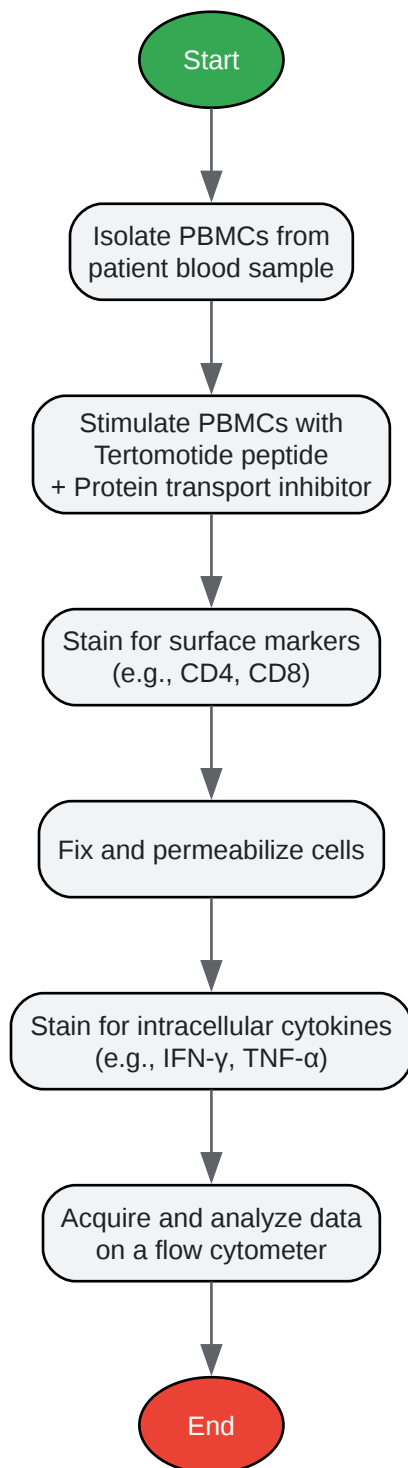 Start
Isolate PBMCs from
patient blood sample
Stimulate PBMCs with
Tertomotide peptide
+ Protein transport inhibitor
Stain for surface markers
(e.g., CD4, CD8)
Fix and permeabilize cells
Stain for intracellular cytokines
(e.g., IFN-γ, TNF-α)
Acquire and analyze data
on a flow cytometer
End